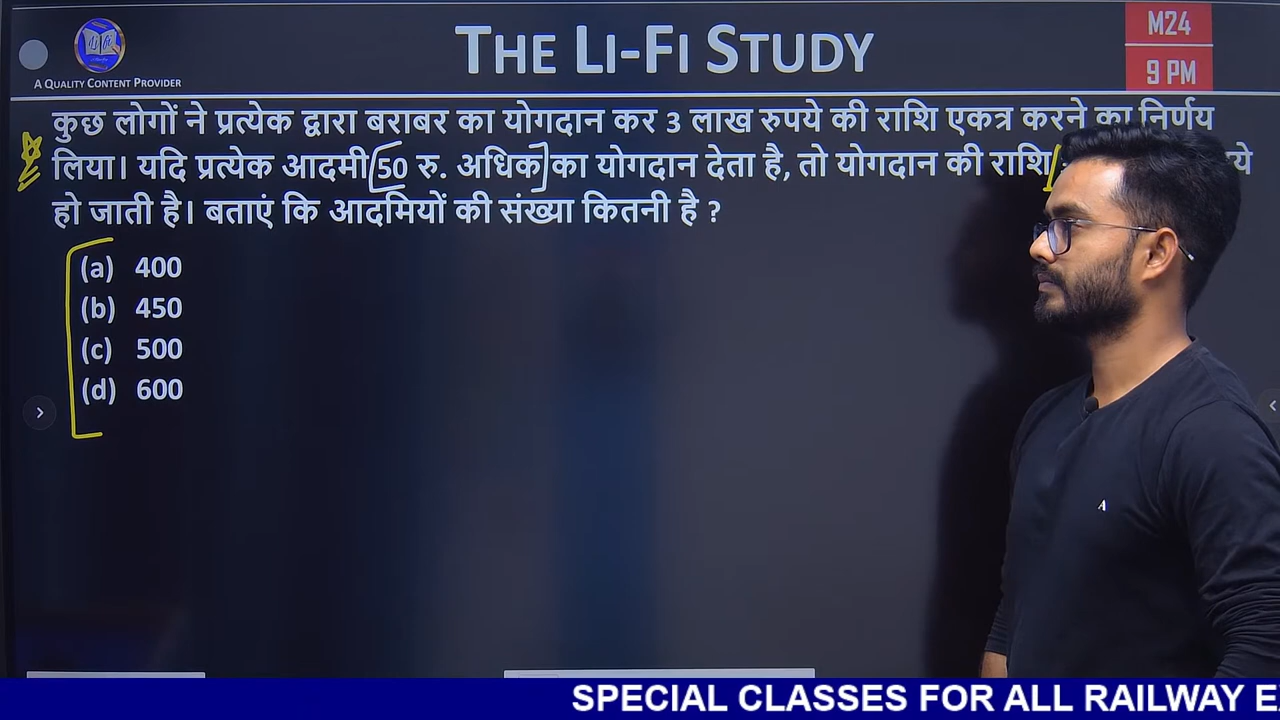 THE LI-FI STUDY
A QUALITY CONTENT PROVIDER
M24
9 PM
कुछ लोगों ने प्रत्येक द्वारा बराबर का योगदान कर 3 लाख रुपये की राशि एकत्र करने का निर्णय
लिया। यदि प्रत्येक आदमी 50 रु. अधिक का योगदान देता है, तो योगदान की राशि
हो जाती है। बताएं कि आदमियों की संख्या कितनी है ?
(a) 400
(b) 450
(c) 500
(d) 600
A
SPECIAL CLASSES FOR ALL RAILWAY